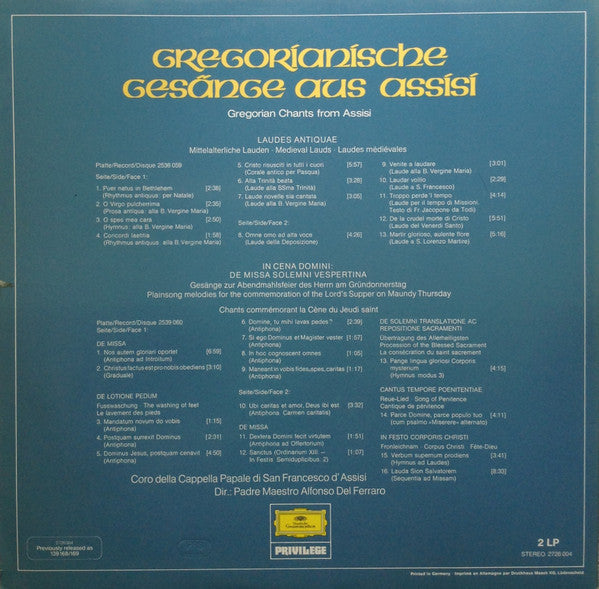 GREGORIANISCHE
GESÄNGE AUS ASSISI
Gregorian Chants from Assisi
LAUDES ANTIQUAE
Mittelalterliche Lauden · Medieval Lauds · Laudes médiévales
Platte/Record/Disque 2538 059
Seite/Side/Face 1:
1. Puer natus in Bethlehem [2:38]
(Rhythmus antiquus: per Natale)
2. O Virgo pulcherrima [2:35]
(Prosa antiqua: alla B. Vergine Maria)
3. O spes mea cara [2:50]
(Hymnus: alla B. Vergine Maria)
4. Concordi laetitia [1:58]
(Rhythmus antiquus: alla B. Vergine Maria)
5. Cristo risusciti in tutti i cuori [5:57]
(Corale antico per Pasqua)
6. Alla Trinità beata [3:28]
(Laude alla SSma Trinità)
7. Laude novelle sia cantata [3:05]
(Laude alla B. Vergine Maria)
Seite/Side/Face 2:
8. Omne omo ad alta voce [4:26]
(Laude della Deposizione)
9. Venite a laudare [3:01]
(Laude alla B. Vergine Maria)
10. Laudar vollio [2:29]
(Laude a S. Francesco)
11. Troppo perde 'l tempo [4:14]
(Laude per il tempo di Missioni.
Testo di Fr. Jacopone da Todi)
12. De la crudel morte di Cristo [5:51]
(Laude del Venerdi Santo)
13. Martir glorioso, aulente flore [5:16]
(Laude a S. Lorenzo Martire)
IN CENA DOMINI:
DE MISSA SOLEMNI VESPERTINA
Gesänge zur Abendmahlsfeier des Herrn am Gründonnerstag
Plainsong melodies for the commemoration of the Lord's Supper on Maundy Thursday
Chants commémorant la Cène du Jeudi saint
Platte/Record/Disque 2539 060
Seite/Side/Face 1:
DE MISSA
1. Nos autem gloriari oportet [6:59]
(Antiphona ad Introitum)
2. Christus factus est pro nobis obediens [3:10]
(Graduale)
DE LOTIONE PEDUM
Fusswaschung · The washing of feet
Le lavement des pieds
3. Mandatum novum do vobis [1:15]
(Antiphona)
4. Postquam surrexit Dominus [2:31]
(Antiphona)
5. Dominus Jesus, postquam cenavit [4:50]
(Antiphona)
6. Domine, tu mihi lavas pedes? [2:39]
(Antiphona)
7. Si ego Dominus et Magister vester [1:57]
(Antiphona)
8. In hoc cognoscent omnes [1:05]
(Antiphona)
9. Maneant in vobis fides, spes, caritas [1:17]
(Antiphona)
Seite/Side/Face 2:
10. Ubi caritas et amor, Deus ibi est [3:32]
(Antiphona: Carmen caritatis)
DE MISSA
11. Dextera Domini fecit virtutem [1:51]
(Antiphona ad Offertorium)
12. Sanctus (Ordinarium XIII. – [1:07]
In Festis Semiduplicibus. 2)
DE SOLEMNI TRANSLATIONE AC
REPOSITIONE SACRAMENTI
Übertragung des Allerheiligsten
Procession of the Blessed Sacrament
La consécration du saint sacrement
13. Pange lingua gloriosi Corporis
mysterium [4:15]
(Hymnus modus 3)
CANTUS TEMPORE POENITENTIAE
Reue-Lied · Song of Penitence
Cantique de pénitence
14. Parce Domine, parce populo tuo [4:11]
(cum psalmo »Miserere« alternato)
IN FESTO CORPORIS CHRISTI
Fronleichnam · Corpus Christi · Fête-Dieu
15. Verbum supernum prodiens [3:41]
(Hymnus ad Laudes)
16. Lauda Sion Salvatorem [8:33]
(Sequentia ad Missam)
Coro della Cappella Papale di San Francesco d'Assisi
Dir.: Padre Maestro Alfonso Del Ferraro
Previously released as
139 168/169
Deutsche
Grammophon
PRIVILEGE
2 LP
STEREO 2726 004
Printed in Germany · Imprimé en Allemagne par Druckhaus Maack KG, Lüdenscheid